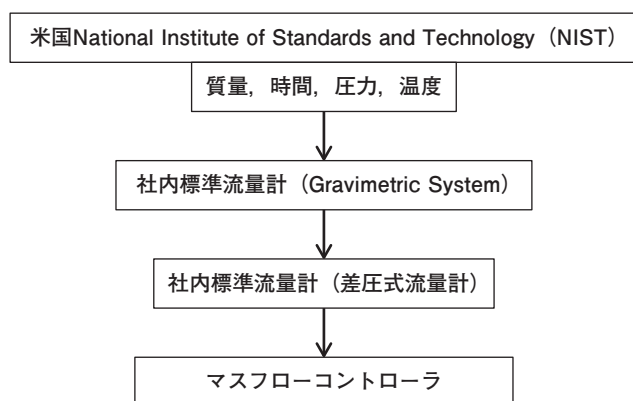 米国National Institute of Standards and Technology（NIST）
質量，時間，圧力，温度
社内標準流量計（Gravimetric System）
社内標準流量計（差圧式流量計）
マスフローコントローラ